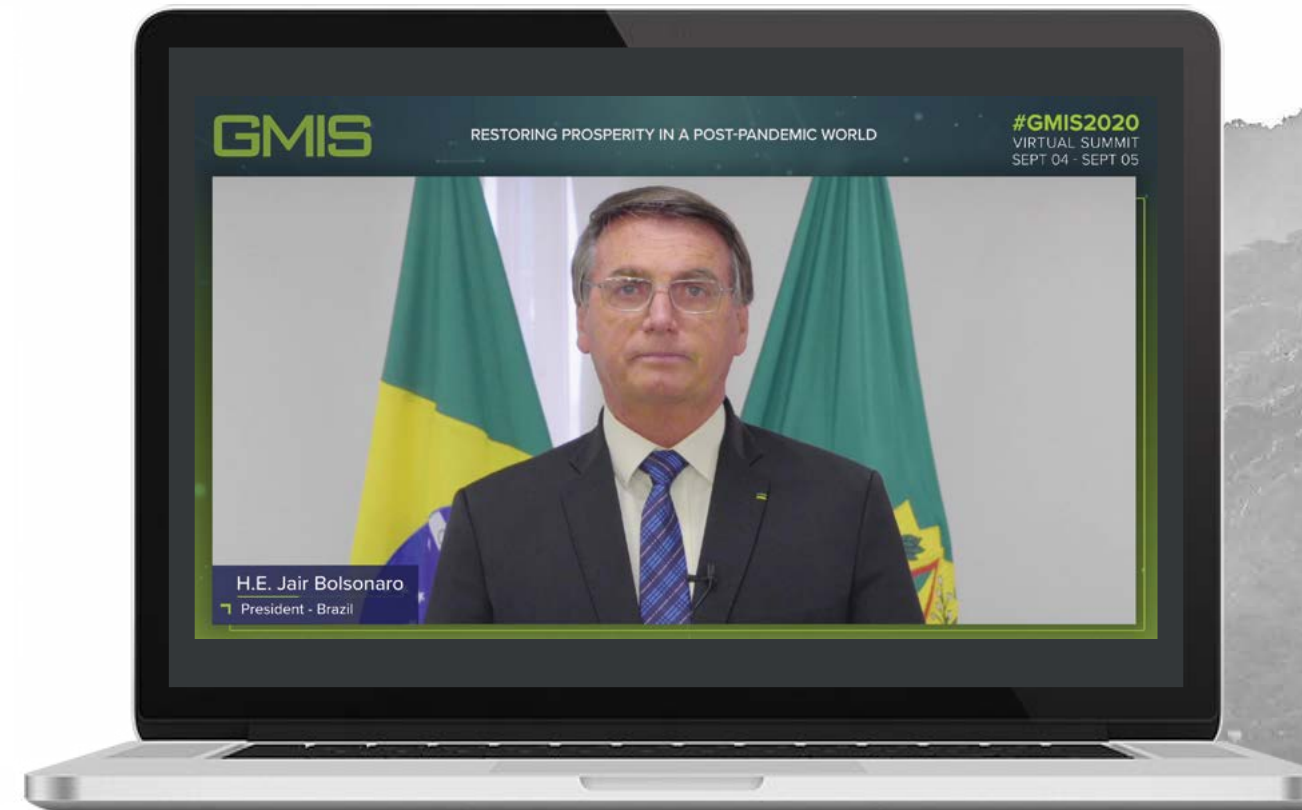 GMIS
RESTORING PROSPERITY IN A POST-PANDEMIC WORLD
#GMIS2020
VIRTUAL SUMMIT
SEPT 04 - SEPT 05
H.E. Jair Bolsonaro
President - Brazil